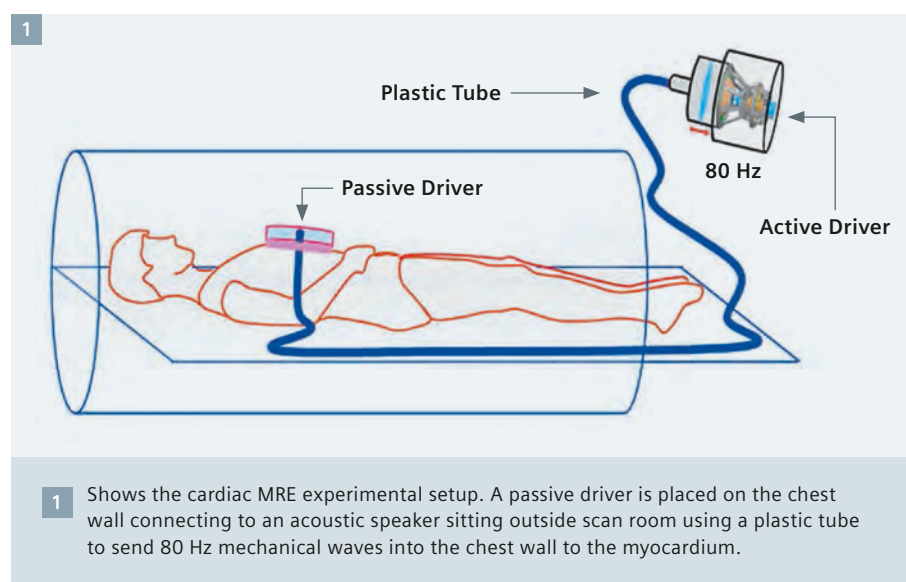 1
Plastic Tube
80 Hz
Passive Driver
Active Driver
1
Shows the cardiac MRE experimental setup. A passive driver is placed on the chest
wall connecting to an acoustic speaker sitting outside scan room using a plastic tube
to send 80 Hz mechanical waves into the chest wall to the myocardium.